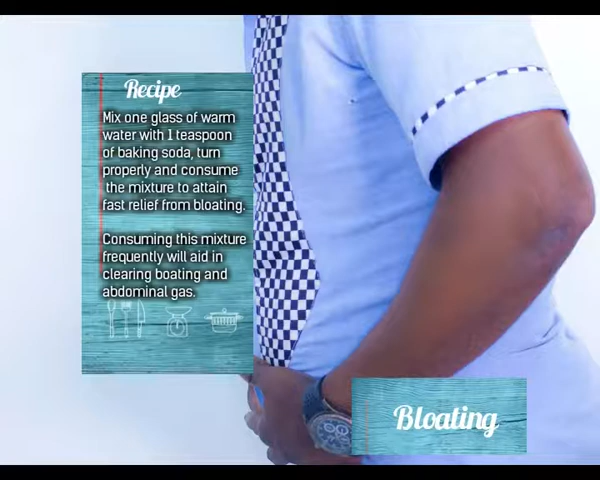 Recipe
Mix one glass of warm
water with 1 teaspoon
of baking soda, turn
properly and consume
the mixture to attain
fast relief from bloating.
Consuming this mixture
frequently will aid in
clearing boating and
abdominal gas.
Bloating